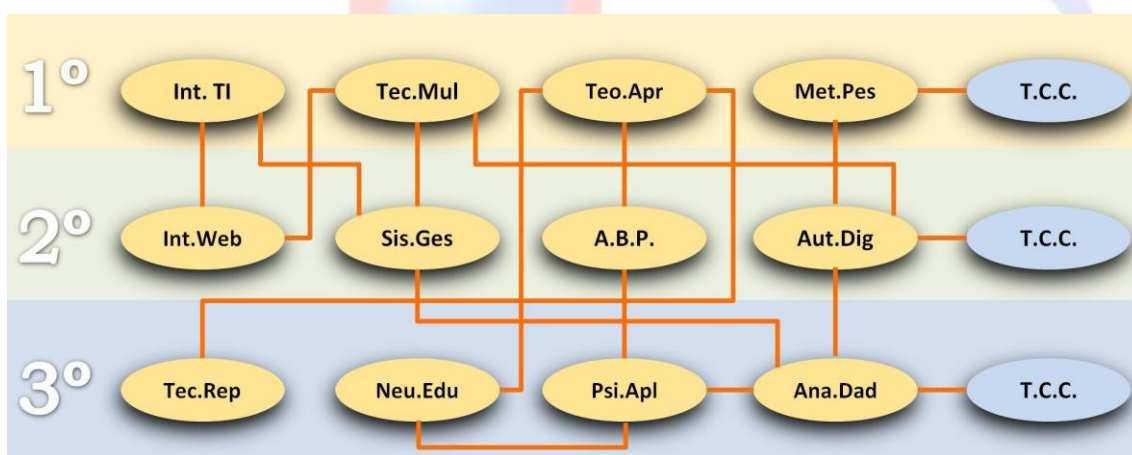 1º
Int. TI
Tec.Mul
Teo.Apr
Met.Pes
T.C.C.
2º
Int.Web
Sis.Ges
A.B.P.
Aut.Dig
T.C.C.
3º
Tec.Rep
Neu.Edu
Psi.Apl
Ana.Dad
T.C.C.